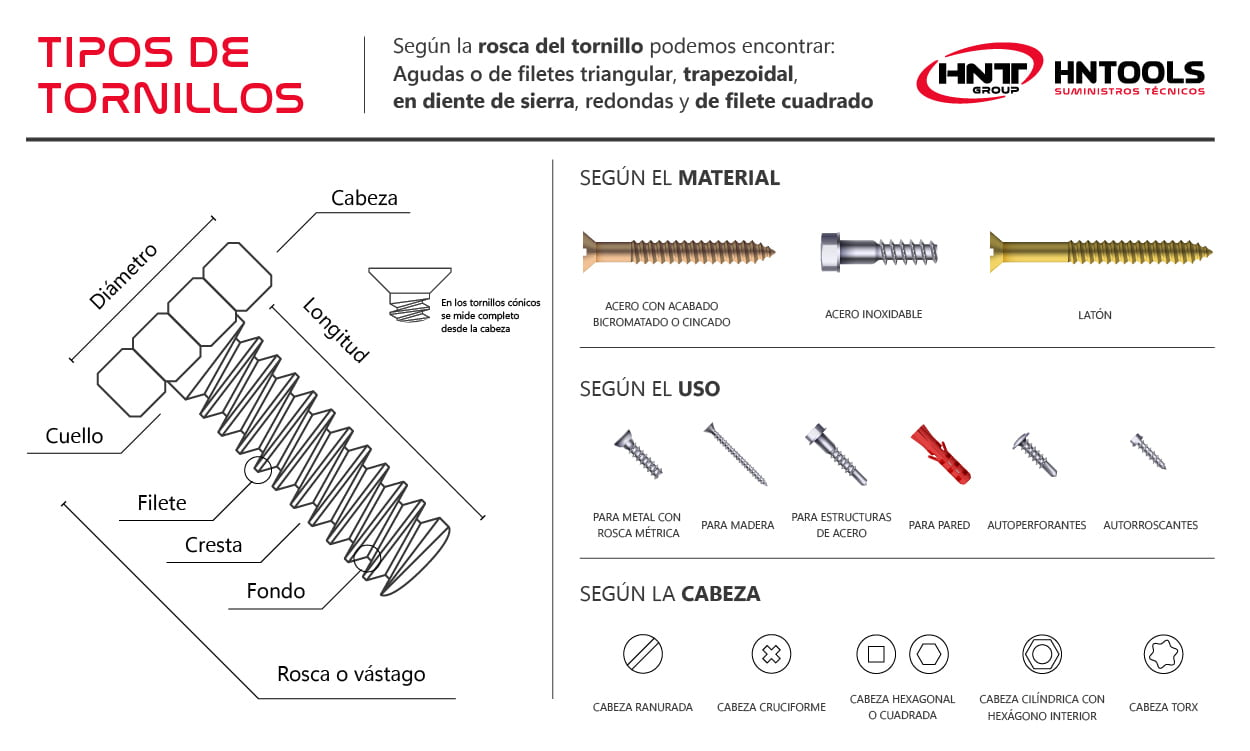 TIPOS DE
TORNILLOS
Según la rosca del tornillo podemos encontrar:
Agudas o de filetes triangular, trapezoidal,
en diente de sierra, redondas y de filete cuadrado
HNT
GROUP
HNTOOLS
SUMINISTROS TÉCNICOS
Cabeza
Diámetro
Longitud
En los tornillos cónicos
se mide completo
desde la cabeza
Cuello
Filete
Cresta
Fondo
Rosca o vástago
SEGÚN EL MATERIAL
ACERO CON ACABADO
BICROMATADO O CINCADO
ACERO INOXIDABLE
LATÓN
SEGÚN EL USO
PARA METAL CON
ROSCA MÉTRICA
PARA MADERA
PARA ESTRUCTURAS
DE ACERO
PARA PARED
AUTOPERFORANTES
AUTORROSCANTES
SEGÚN LA CABEZA
CABEZA RANURADA
CABEZA CRUCIFORME
CABEZA HEXAGONAL
O CUADRADA
CABEZA CILÍNDRICA CON
HEXÁGONO INTERIOR
CABEZA TORX